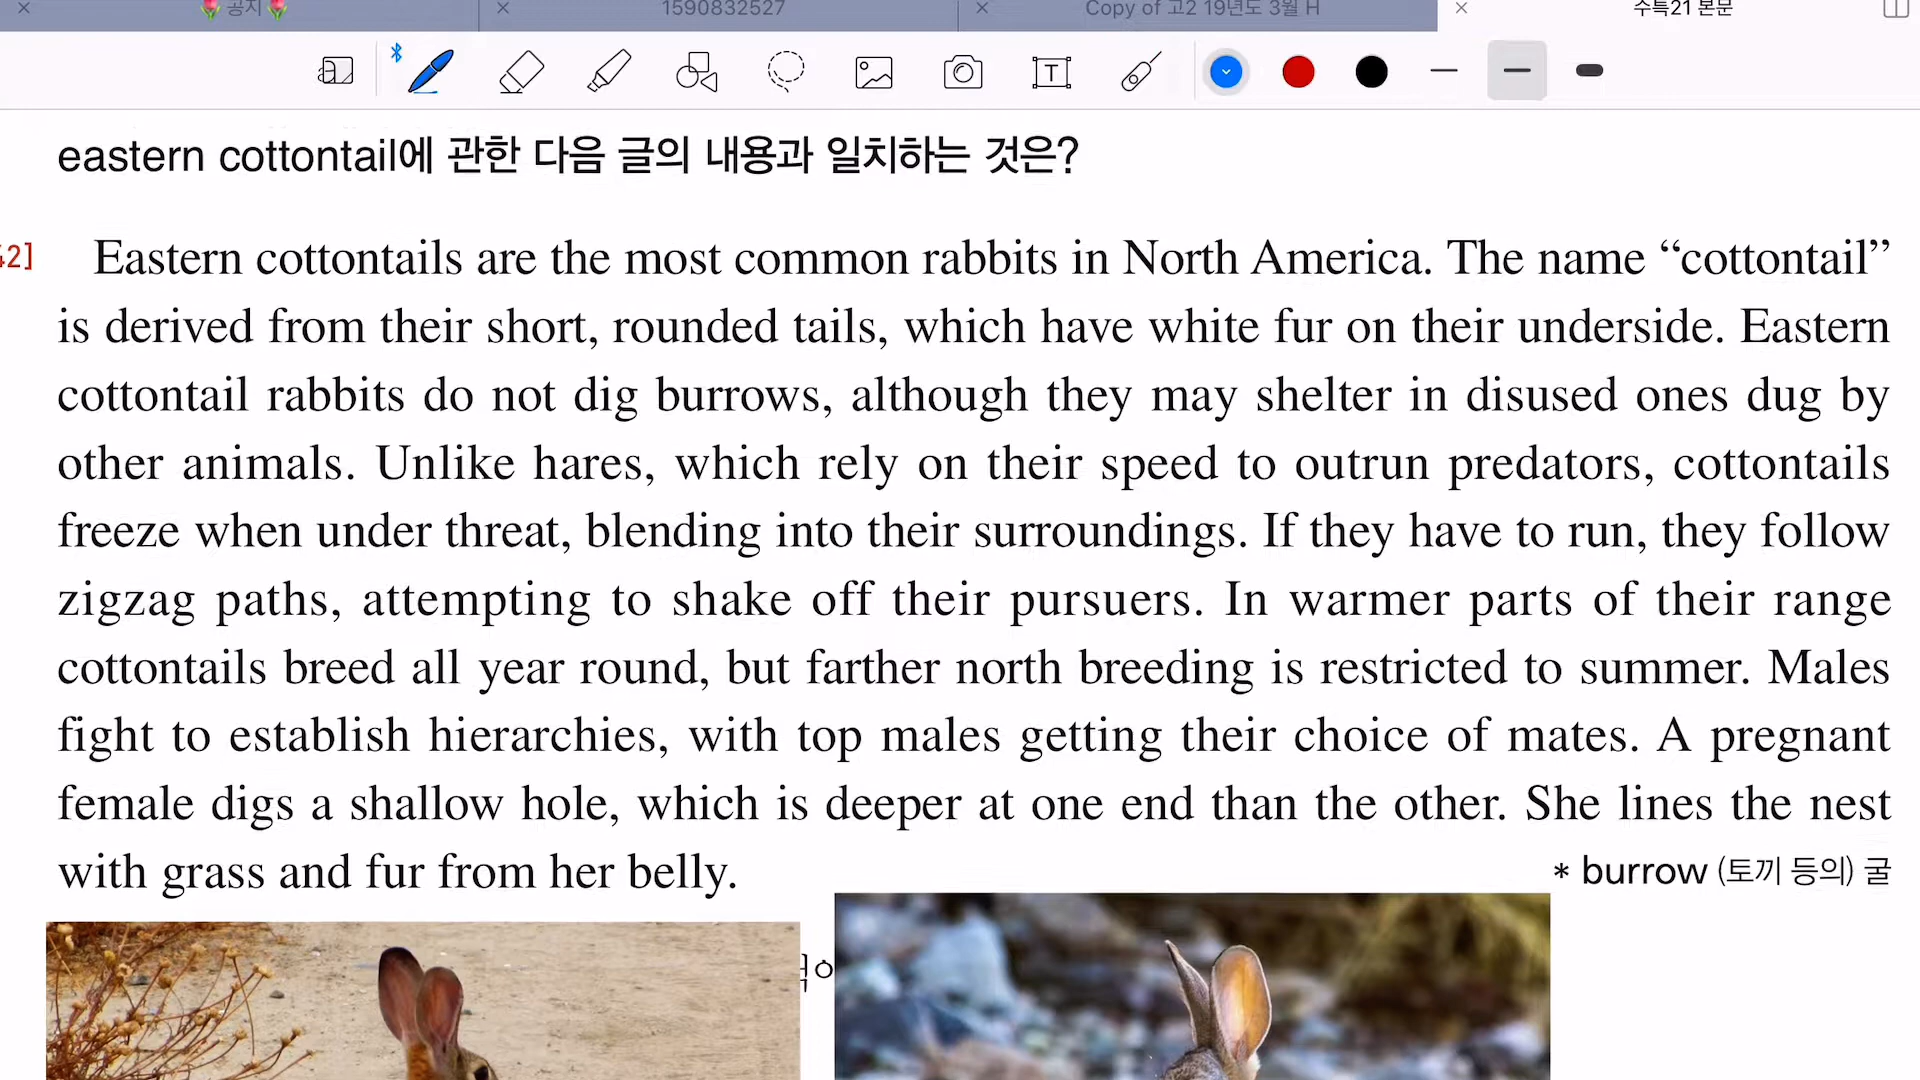 공지
1590832527
Copy of 고2 19년도 3월 H
수특21 본문
eastern cottontail에 관한 다음 글의 내용과 일치하는 것은?
42]
Eastern cottontails are the most common rabbits in North America. The name “cottontail”
is derived from their short, rounded tails, which have white fur on their underside. Eastern
cottontail rabbits do not dig burrows, although they may shelter in disused ones dug by
other animals. Unlike hares, which rely on their speed to outrun predators, cottontails
freeze when under threat, blending into their surroundings. If they have to run, they follow
zigzag paths, attempting to shake off their pursuers. In warmer parts of their range
cottontails breed all year round, but farther north breeding is restricted to summer. Males
fight to establish hierarchies, with top males getting their choice of mates. A pregnant
female digs a shallow hole, which is deeper at one end than the other. She lines the nest
with grass and fur from her belly.
* burrow (토끼 등의) 굴